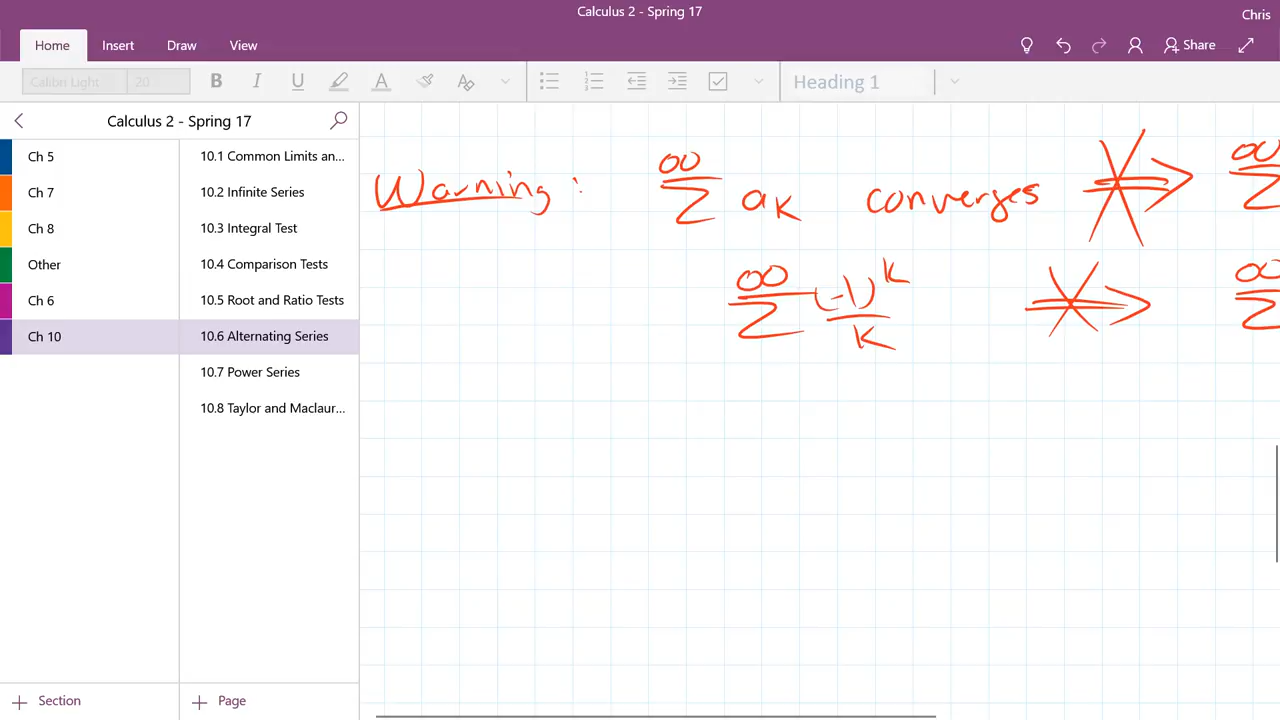 Calculus 2 - Spring 17
Chris
Home Insert Draw View
Share
Calibri Light 20 B I U A Heading 1
Calculus 2 - Spring 17
Ch 5
Ch 7
Ch 8
Other
Ch 6
Ch 10
10.1 Common Limits an...
10.2 Infinite Series
10.3 Integral Test
10.4 Comparison Tests
10.5 Root and Ratio Tests
10.6 Alternating Series
10.7 Power Series
10.8 Taylor and Maclaur...
+ Section
+ Page
Warning: ∞ Σ a_K converges ⇏ ∞ Σ
∞ Σ (-1)^K / K ⇏ ∞ Σ